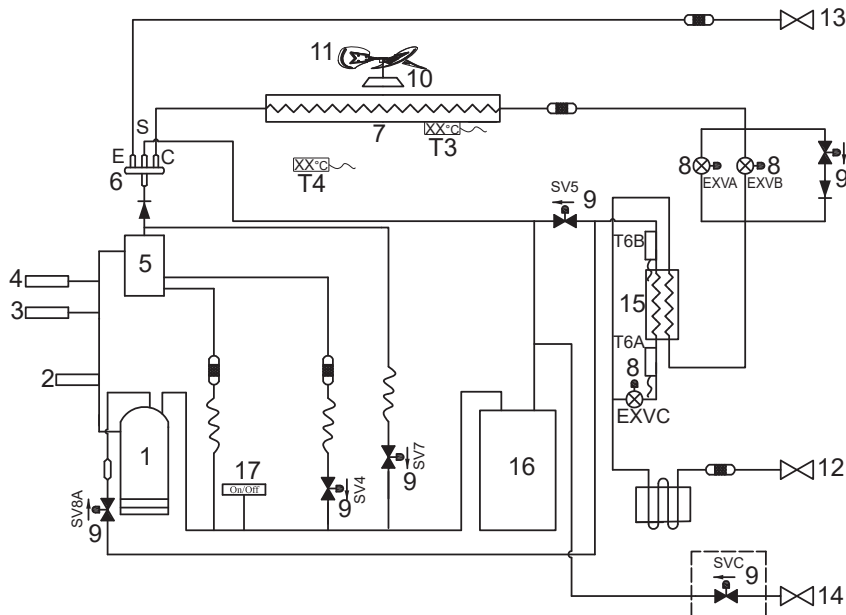 13
11
10
S
E
C
6
7
XX°C
T3
XX°C
T4
8
EXVA
8
EXVB
9
SV5
9
T6B
5
4
3
15
2
T6A
8
EXVC
1
17
On/Off
16
SV7
9
SV4
9
SV8A
9
12
SVC
9
14